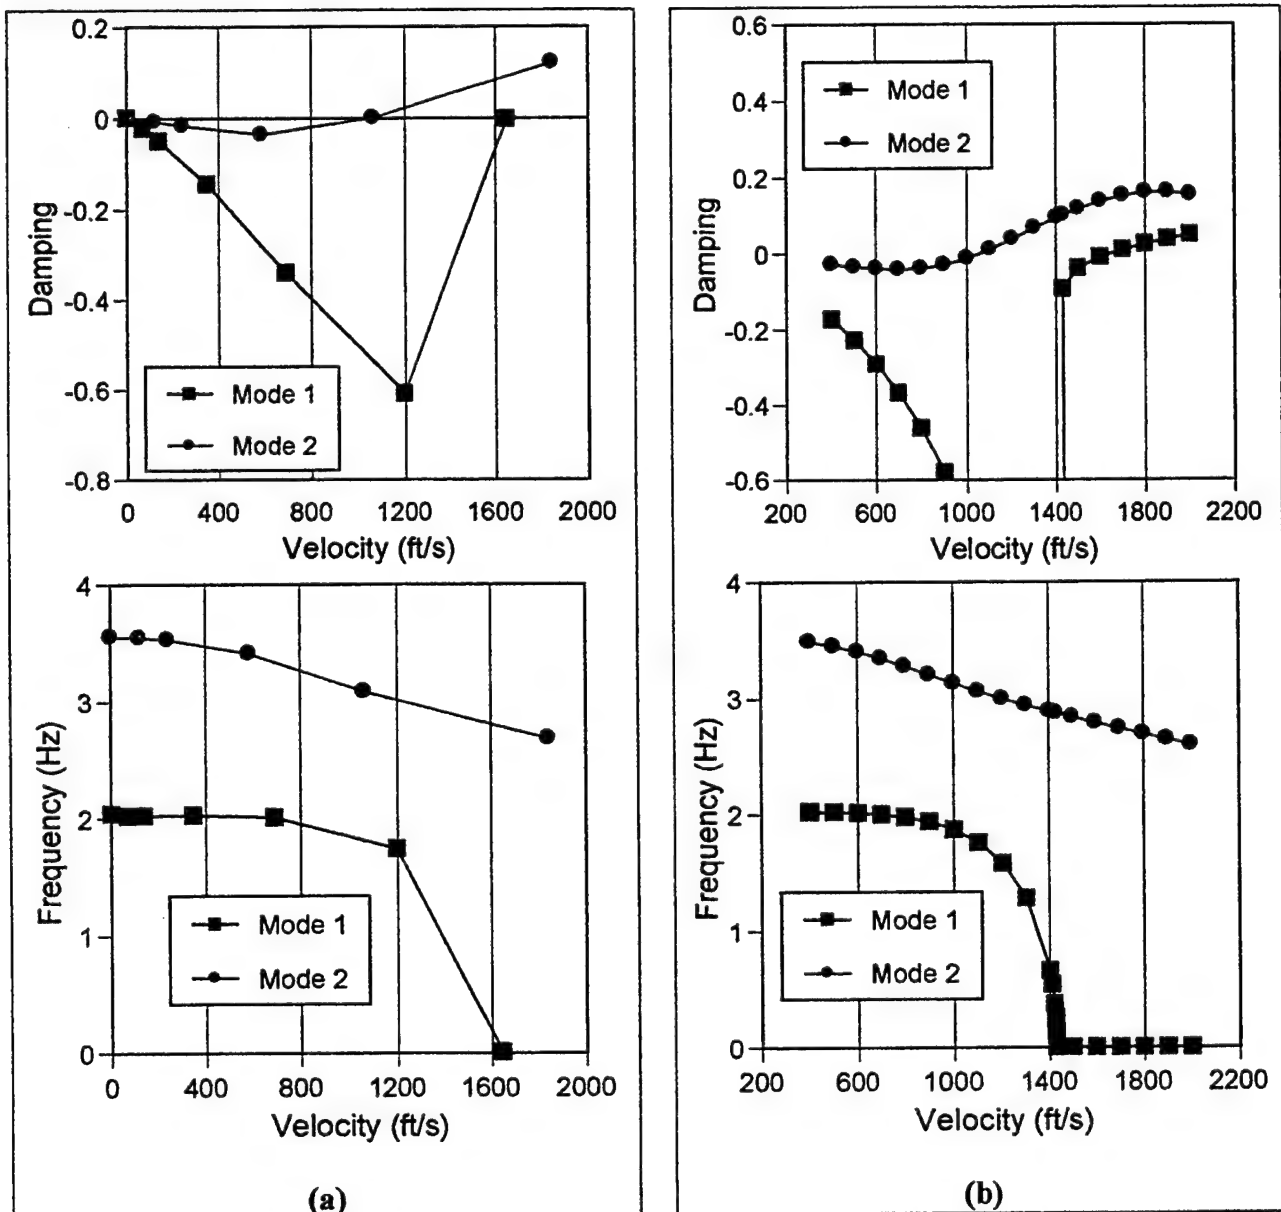 0.2
0
-0.2
-0.4
-0.6
-0.8
Damping
Mode 1
Mode 2
0 400 800 1200 1600 2000
Velocity (ft/s)
4
3
2
1
0
Frequency (Hz)
Mode 1
Mode 2
0 400 800 1200 1600 2000
Velocity (ft/s)
(a)
0.6
0.4
0.2
0
-0.2
-0.4
-0.6
Damping
Mode 1
Mode 2
200 600 1000 1400 1800 2200
Velocity (ft/s)
4
3
2
1
0
Frequency (Hz)
Mode 1
Mode 2
200 600 1000 1400 1800 2200
Velocity (ft/s)
(b)